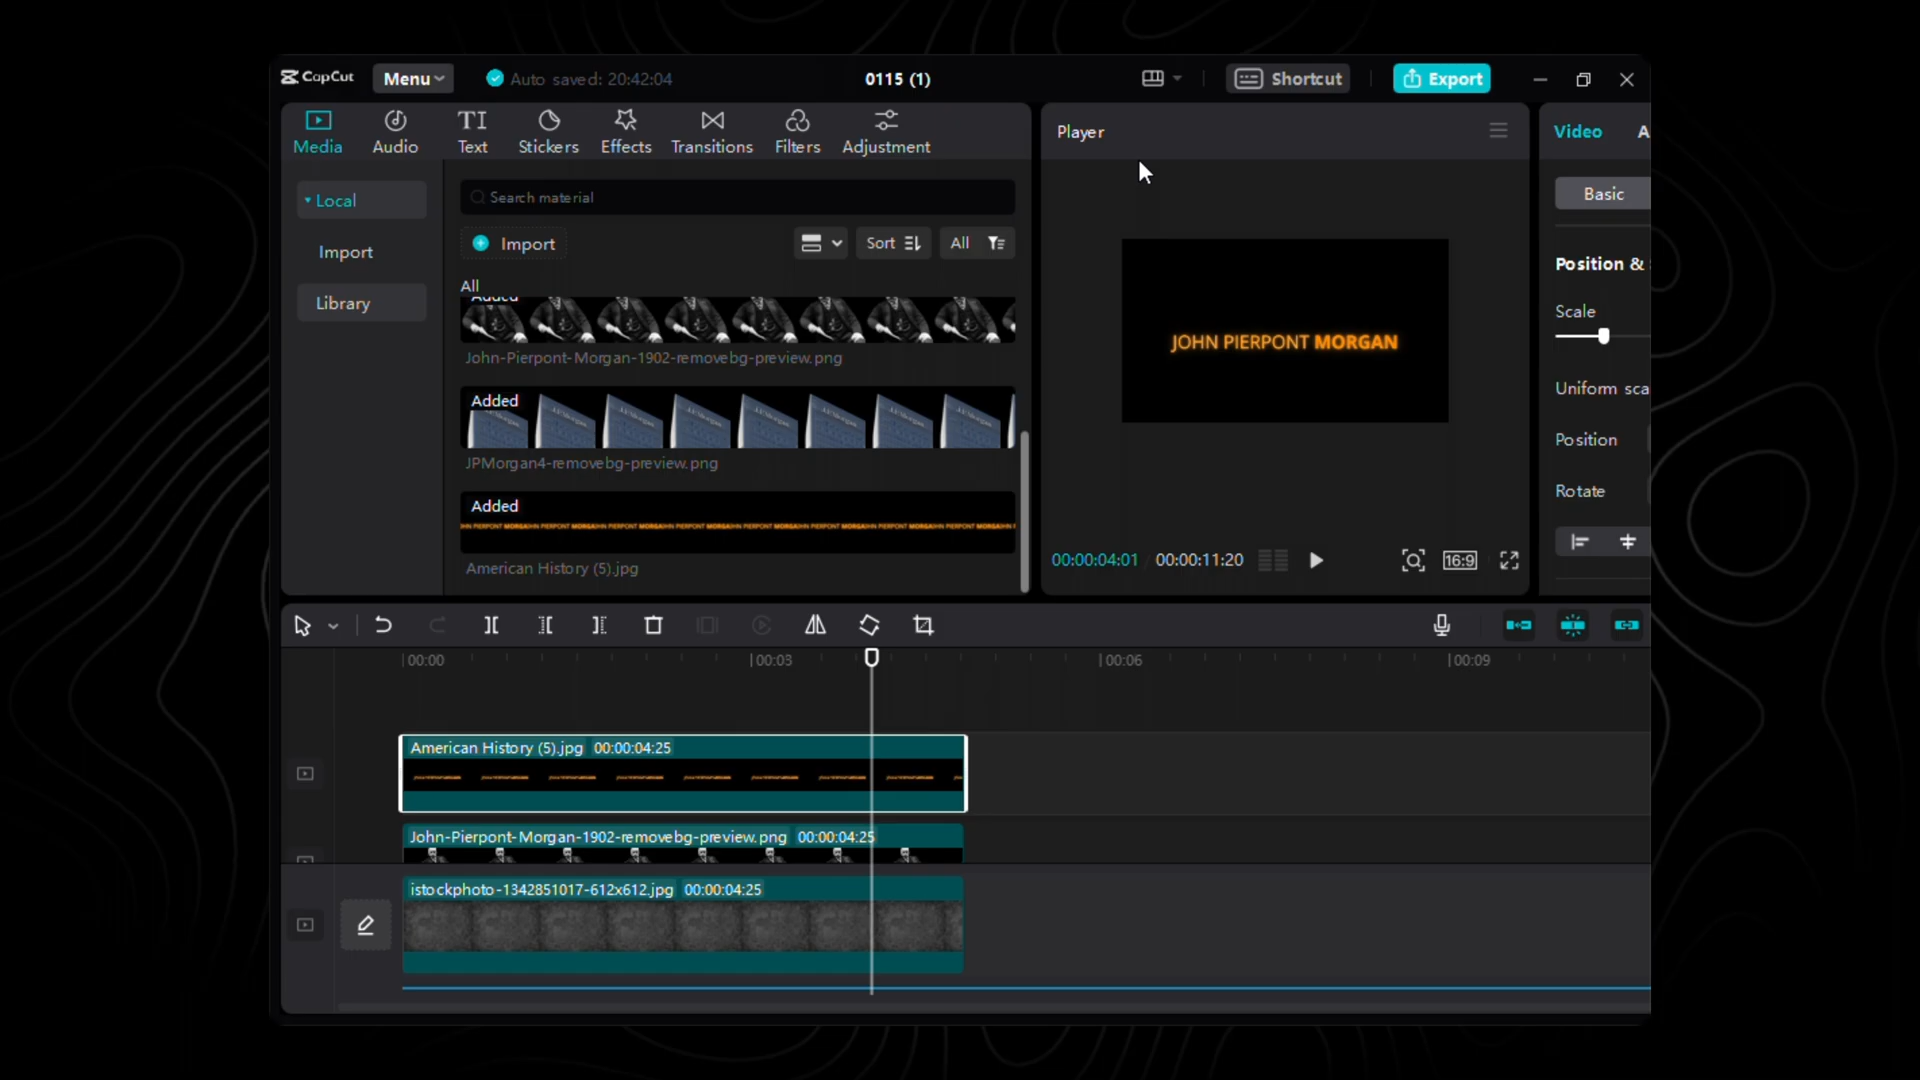 CapCut Menu Auto saved: 20:42:04 0115 (1) Shortcut Export
Media Audio Text Stickers Effects Transitions Filters Adjustment
Local
Import
Library
Search material
Import Sort All
All
Added
John-Pierpont-Morgan-1902-removebg-preview.png
Added
JPMorgan4-removebg-preview.png
Added
American History (5).jpg
Player
JOHN PIERPONT MORGAN
00:00:04:01 00:00:11:20 16:9
Video A
Basic
Position &
Scale
Uniform sca
Position
Rotate
00:00 00:03 00:06 00:09
American History (5).jpg 00:00:04:25
John-Pierpont-Morgan-1902-removebg-preview.png 00:00:04:25
istockphoto-1342851017-612x612.jpg 00:00:04:25